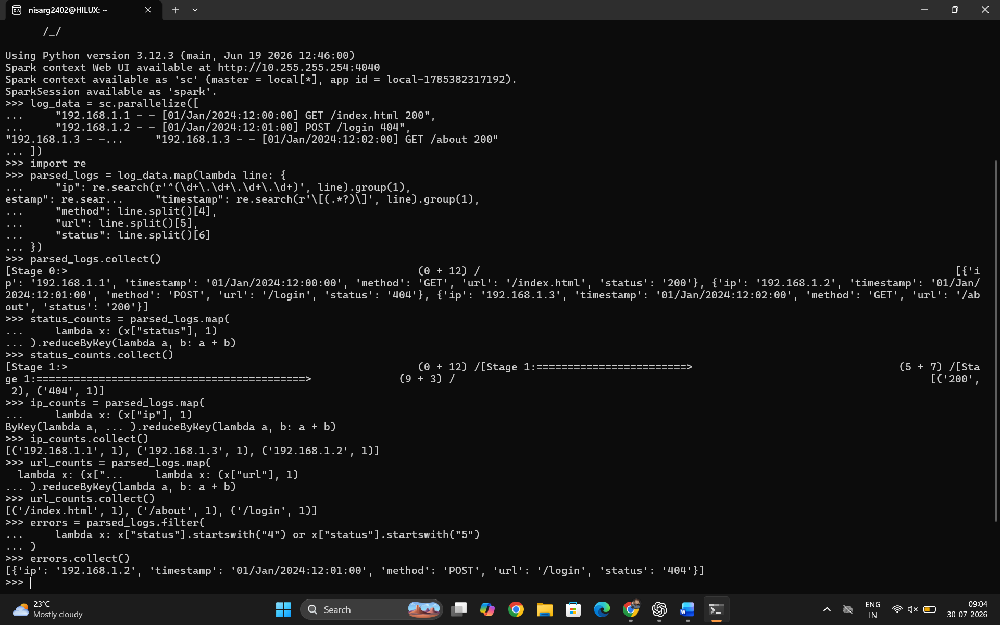 nisarg2402@HILUX: ~
/_/
Using Python version 3.12.3 (main, Jun 19 2026 12:46:00)
Spark context Web UI available at http://10.255.255.254:4040
Spark context available as 'sc' (master = local[*], app id = local-1785382317192).
SparkSession available as 'spark'.
>>> log_data = sc.parallelize([
...     "192.168.1.1 - - [01/Jan/2024:12:00:00] GET /index.html 200",
...     "192.168.1.2 - - [01/Jan/2024:12:01:00] POST /login 404",
"192.168.1.3 - -...     "192.168.1.3 - - [01/Jan/2024:12:02:00] GET /about 200"
... ])
>>> import re
>>> parsed_logs = log_data.map(lambda line: {
...     "ip": re.search(r'^(\d+\.\d+\.\d+\.\d+)', line).group(1),
estamp": re.sear...     "timestamp": re.search(r'\[(.*?)\]', line).group(1),
...     "method": line.split()[4],
...     "url": line.split()[5],
...     "status": line.split()[6]
... })
>>> parsed_logs.collect()
[Stage 0:>                                                        (0 + 12) /                                                                            [{'i
p': '192.168.1.1', 'timestamp': '01/Jan/2024:12:00:00', 'method': 'GET', 'url': '/index.html', 'status': '200'}, {'ip': '192.168.1.2', 'timestamp': '01/Jan/
2024:12:01:00', 'method': 'POST', 'url': '/login', 'status': '404'}, {'ip': '192.168.1.3', 'timestamp': '01/Jan/2024:12:02:00', 'method': 'GET', 'url': '/ab
out', 'status': '200'}]
>>> status_counts = parsed_logs.map(
...     lambda x: (x["status"], 1)
... ).reduceByKey(lambda a, b: a + b)
>>> status_counts.collect()
[Stage 1:>                                                        (0 + 12) /[Stage 1:========================>                                 (5 + 7) /[Sta
ge 1:===========================================>              (9 + 3) /                                                                            [('200',
 2), ('404', 1)]
>>> ip_counts = parsed_logs.map(
...     lambda x: (x["ip"], 1)
ByKey(lambda a, ... ).reduceByKey(lambda a, b: a + b)
>>> ip_counts.collect()
[('192.168.1.1', 1), ('192.168.1.3', 1), ('192.168.1.2', 1)]
>>> url_counts = parsed_logs.map(
  lambda x: (x["...     lambda x: (x["url"], 1)
... ).reduceByKey(lambda a, b: a + b)
>>> url_counts.collect()
[('/index.html', 1), ('/about', 1), ('/login', 1)]
>>> errors = parsed_logs.filter(
...     lambda x: x["status"].startswith("4") or x["status"].startswith("5")
... )
>>> errors.collect()
[{'ip': '192.168.1.2', 'timestamp': '01/Jan/2024:12:01:00', 'method': 'POST', 'url': '/login', 'status': '404'}]
>>>
23°C
Mostly cloudy
Search
ENG
IN
09:04
30-07-2026